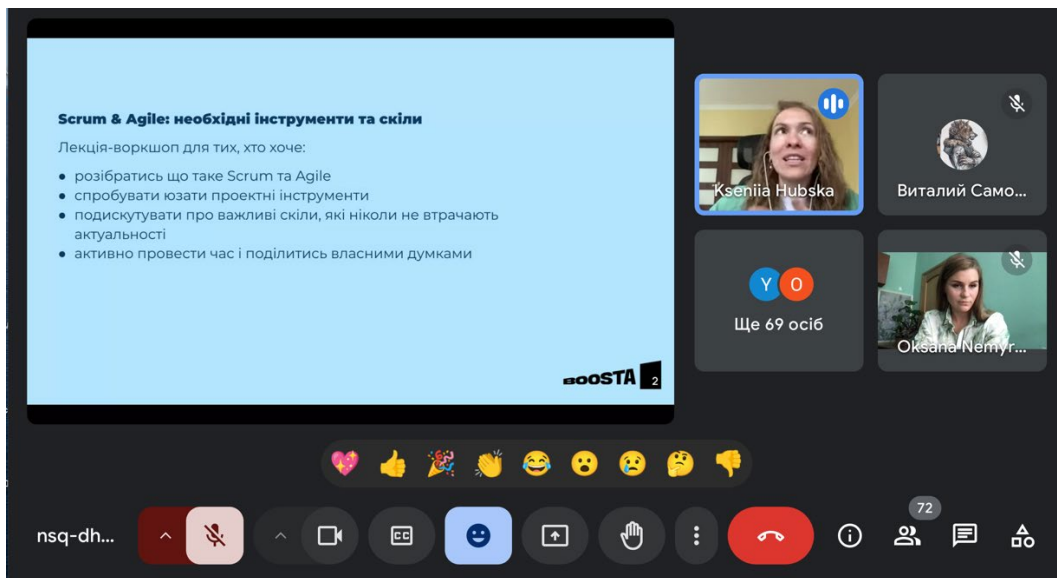 Scrum & Agile: необхідні інструменти та скіли
Лекція-воркшоп для тих, хто хоче:
● розібратись що таке Scrum та Agile
● спробувати юзати проектні інструменти
● подискутувати про важливі скіли, які ніколи не втрачають
актуальності
● активно провести час і поділитись власними думками
BOOSTA 2
Kseniia Hubska
Виталий Само...
Y O
Ще 69 осіб
Oksana Nemyr...
72
nsq-dh...
CC